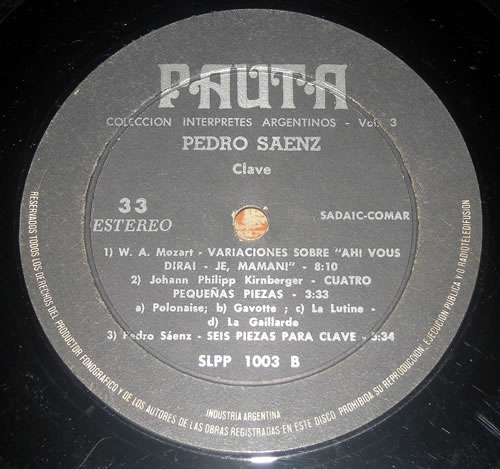 PAUTA
COLECCION INTERPRETES ARGENTINOS - Vol. 3
PEDRO SAENZ
Clave
33
ESTEREO
SADAIC-COMAR
1) W. A. Mozart - VARIACIONES SOBRE "AH! VOUS
DIRAI - JE, MAMAN!" - 8:10
2) Johann Philipp Kirnberger - CUATRO
PEQUEÑAS PIEZAS - 3:33
a) Polonaise; b) Gavotte ; c) La Lutine -
d) La Gaillarde
3) Pedro Sáenz - SEIS PIEZAS PARA CLAVE - 3:34
SLPP 1003 B
INDUSTRIA ARGENTINA
RESERVADOS TODOS LOS DERECHOS DEL PRODUCTOR FONOGRAFICO Y DE LOS AUTORES DE LAS OBRAS REGISTRADAS EN ESTE DISCO PROHIBIDA SU REPRODUCCION, EJECUCION PUBLICA Y/O RADIOTELEDIFUSION